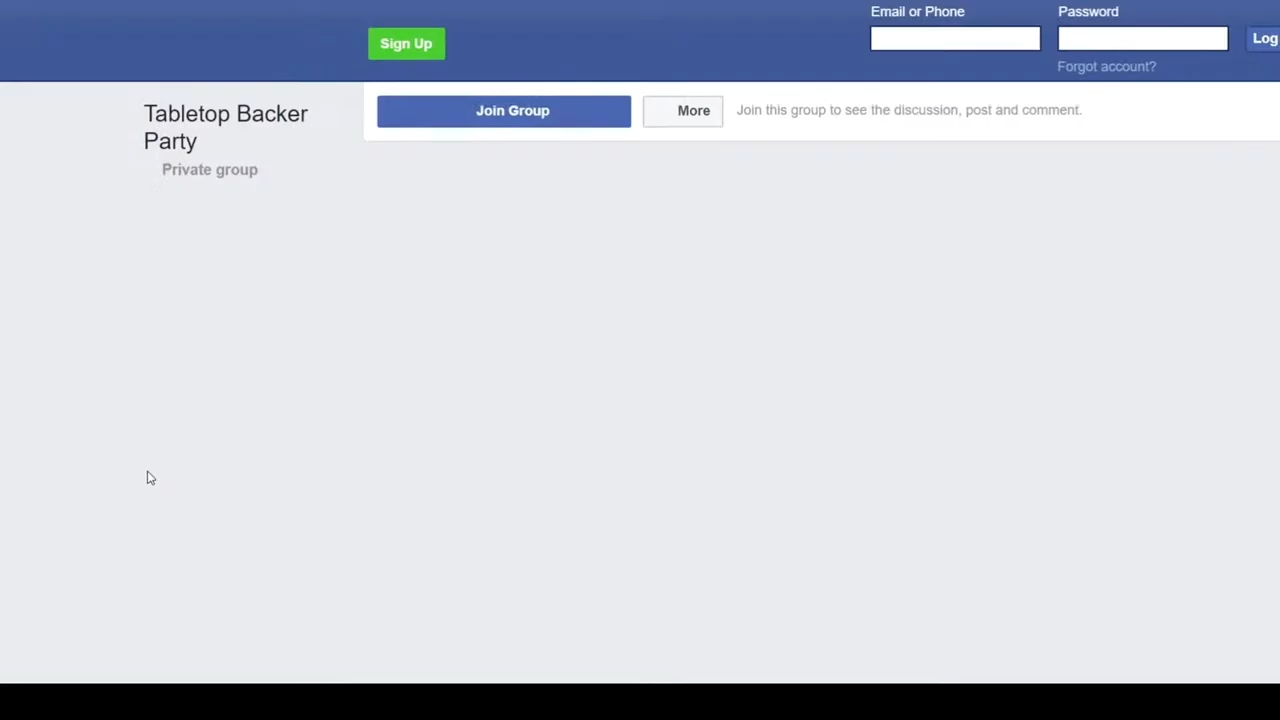 Email or Phone
Password
Sign Up
Log
Forgot account?
Tabletop Backer
Party
Private group
Join Group
More
Join this group to see the discussion, post and comment.